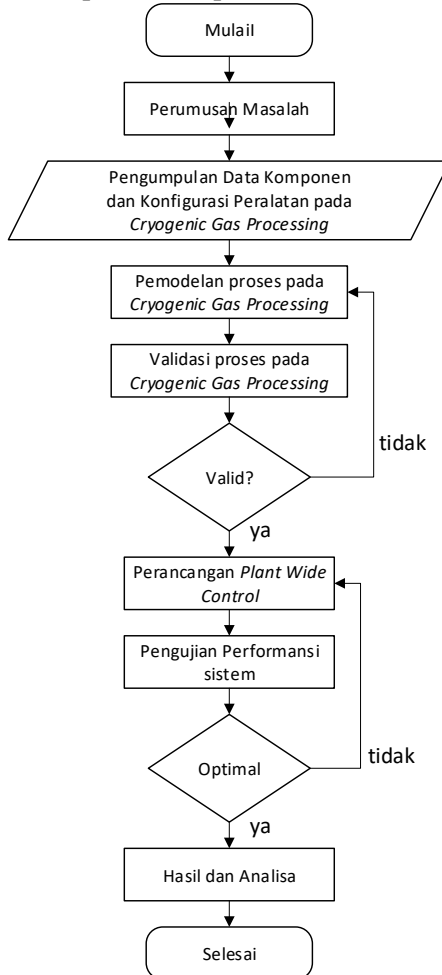 Mulail
Perumusan Masalah
Pengumpulan Data Komponen
dan Konfigurasi Peralatan pada
Cryogenic Gas Processing
Pemodelan proses pada
Cryogenic Gas Processing
Validasi proses pada
Cryogenic Gas Processing
tidak
Valid?
ya
Perancangan Plant Wide
Control
Pengujian Performansi
sistem
tidak
Optimal
ya
Hasil dan Analisa
Selesai